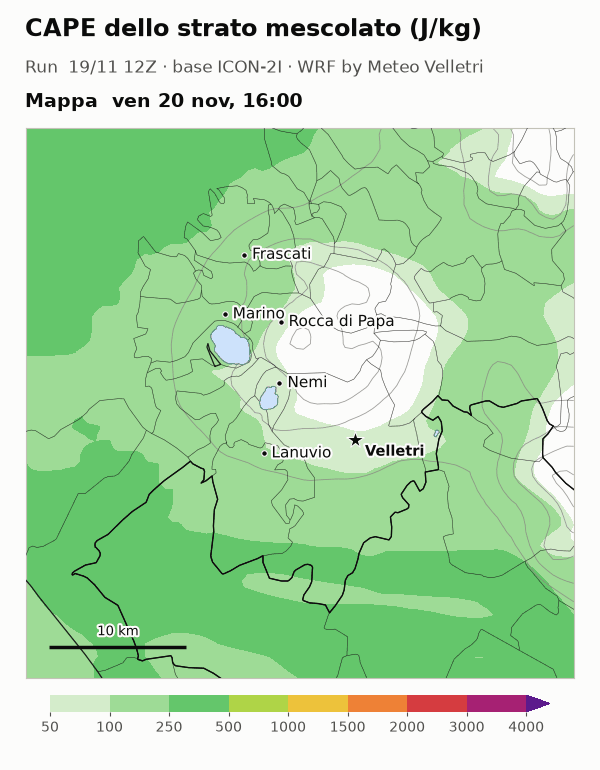 CAPE dello strato mescolato (J/kg)
Run  19/11 12Z · base ICON-2I · WRF by Meteo Velletri
Mappa  ven 20 nov, 16:00
Frascati
Marino
Rocca di Papa
Nemi
Velletri
Lanuvio
10 km
50 100 250 500 1000 1500 2000 3000 4000